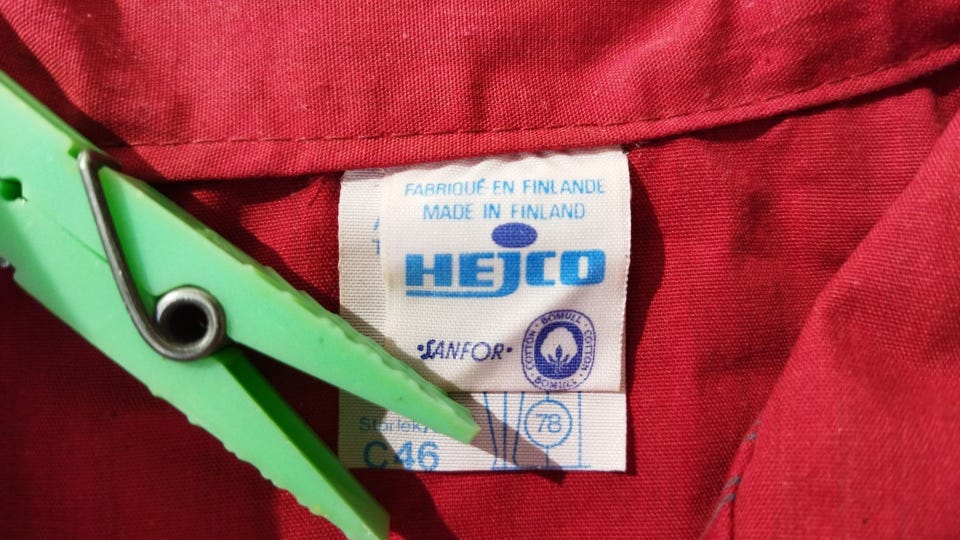 FABRIQUÉ EN FINLANDE
MADE IN FINLAND
HEJCO
·SANFOR·
BOMULL · COTTON · BOMULL · COTTON ·
78
C46